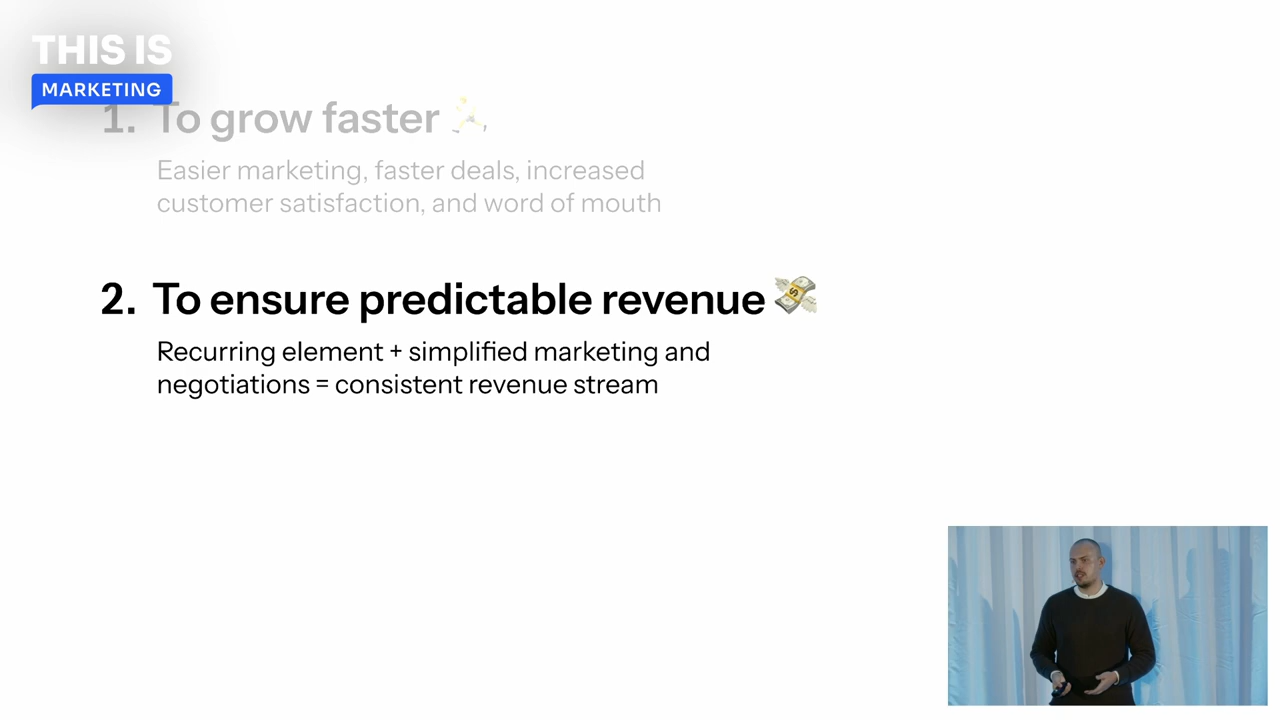 THIS IS
MARKETING
1. To grow faster
Easier marketing, faster deals, increased
customer satisfaction, and word of mouth
2. To ensure predictable revenue
Recurring element + simplified marketing and
negotiations = consistent revenue stream